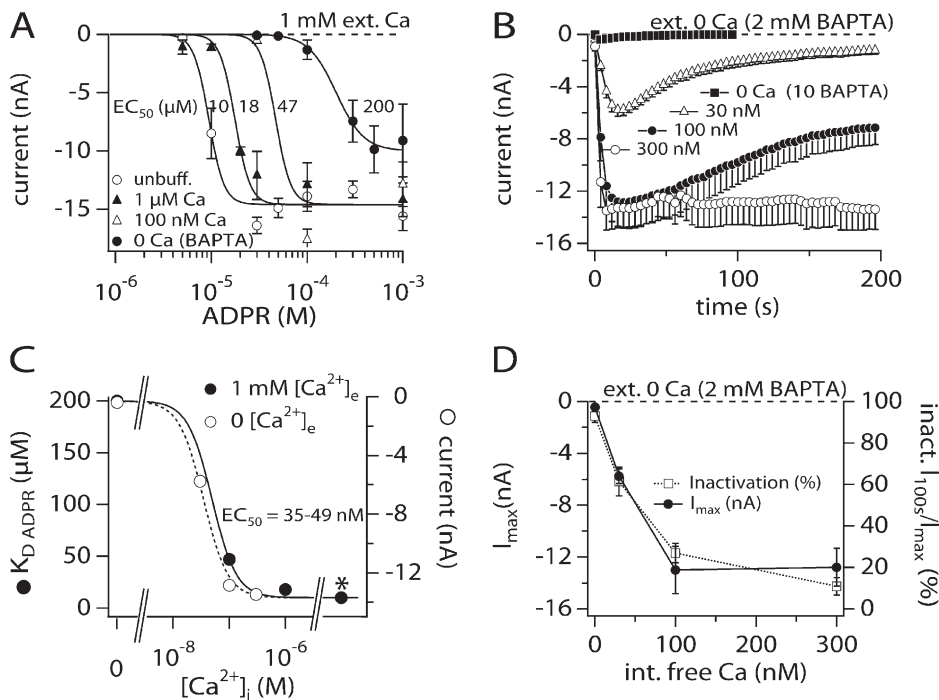 A
1 mM ext. Ca
0
-5
-10
-15
current (nA)
EC50 (µM)
10
18
47
200
unbuff.
1 µM Ca
100 nM Ca
0 Ca (BAPTA)
10-6
10-5
10-4
10-3
ADPR (M)
B
ext. 0 Ca (2 mM BAPTA)
0
-4
-8
-12
-16
current (nA)
0 Ca (10 BAPTA)
30 nM
100 nM
300 nM
0
100
200
time (s)
C
1 mM [Ca2+]e
0 [Ca2+]e
200
150
100
50
0
KD ADPR (µM)
0
-4
-8
-12
current (nA)
EC50 = 35-49 nM
*
0
10-8
10-6
[Ca2+]i (M)
D
ext. 0 Ca (2 mM BAPTA)
0
-4
-8
-12
-16
Imax(nA)
100
80
60
40
20
0
inact. I100s/Imax (%)
Inactivation (%)
Imax (nA)
0
100
200
300
int. free Ca (nM)